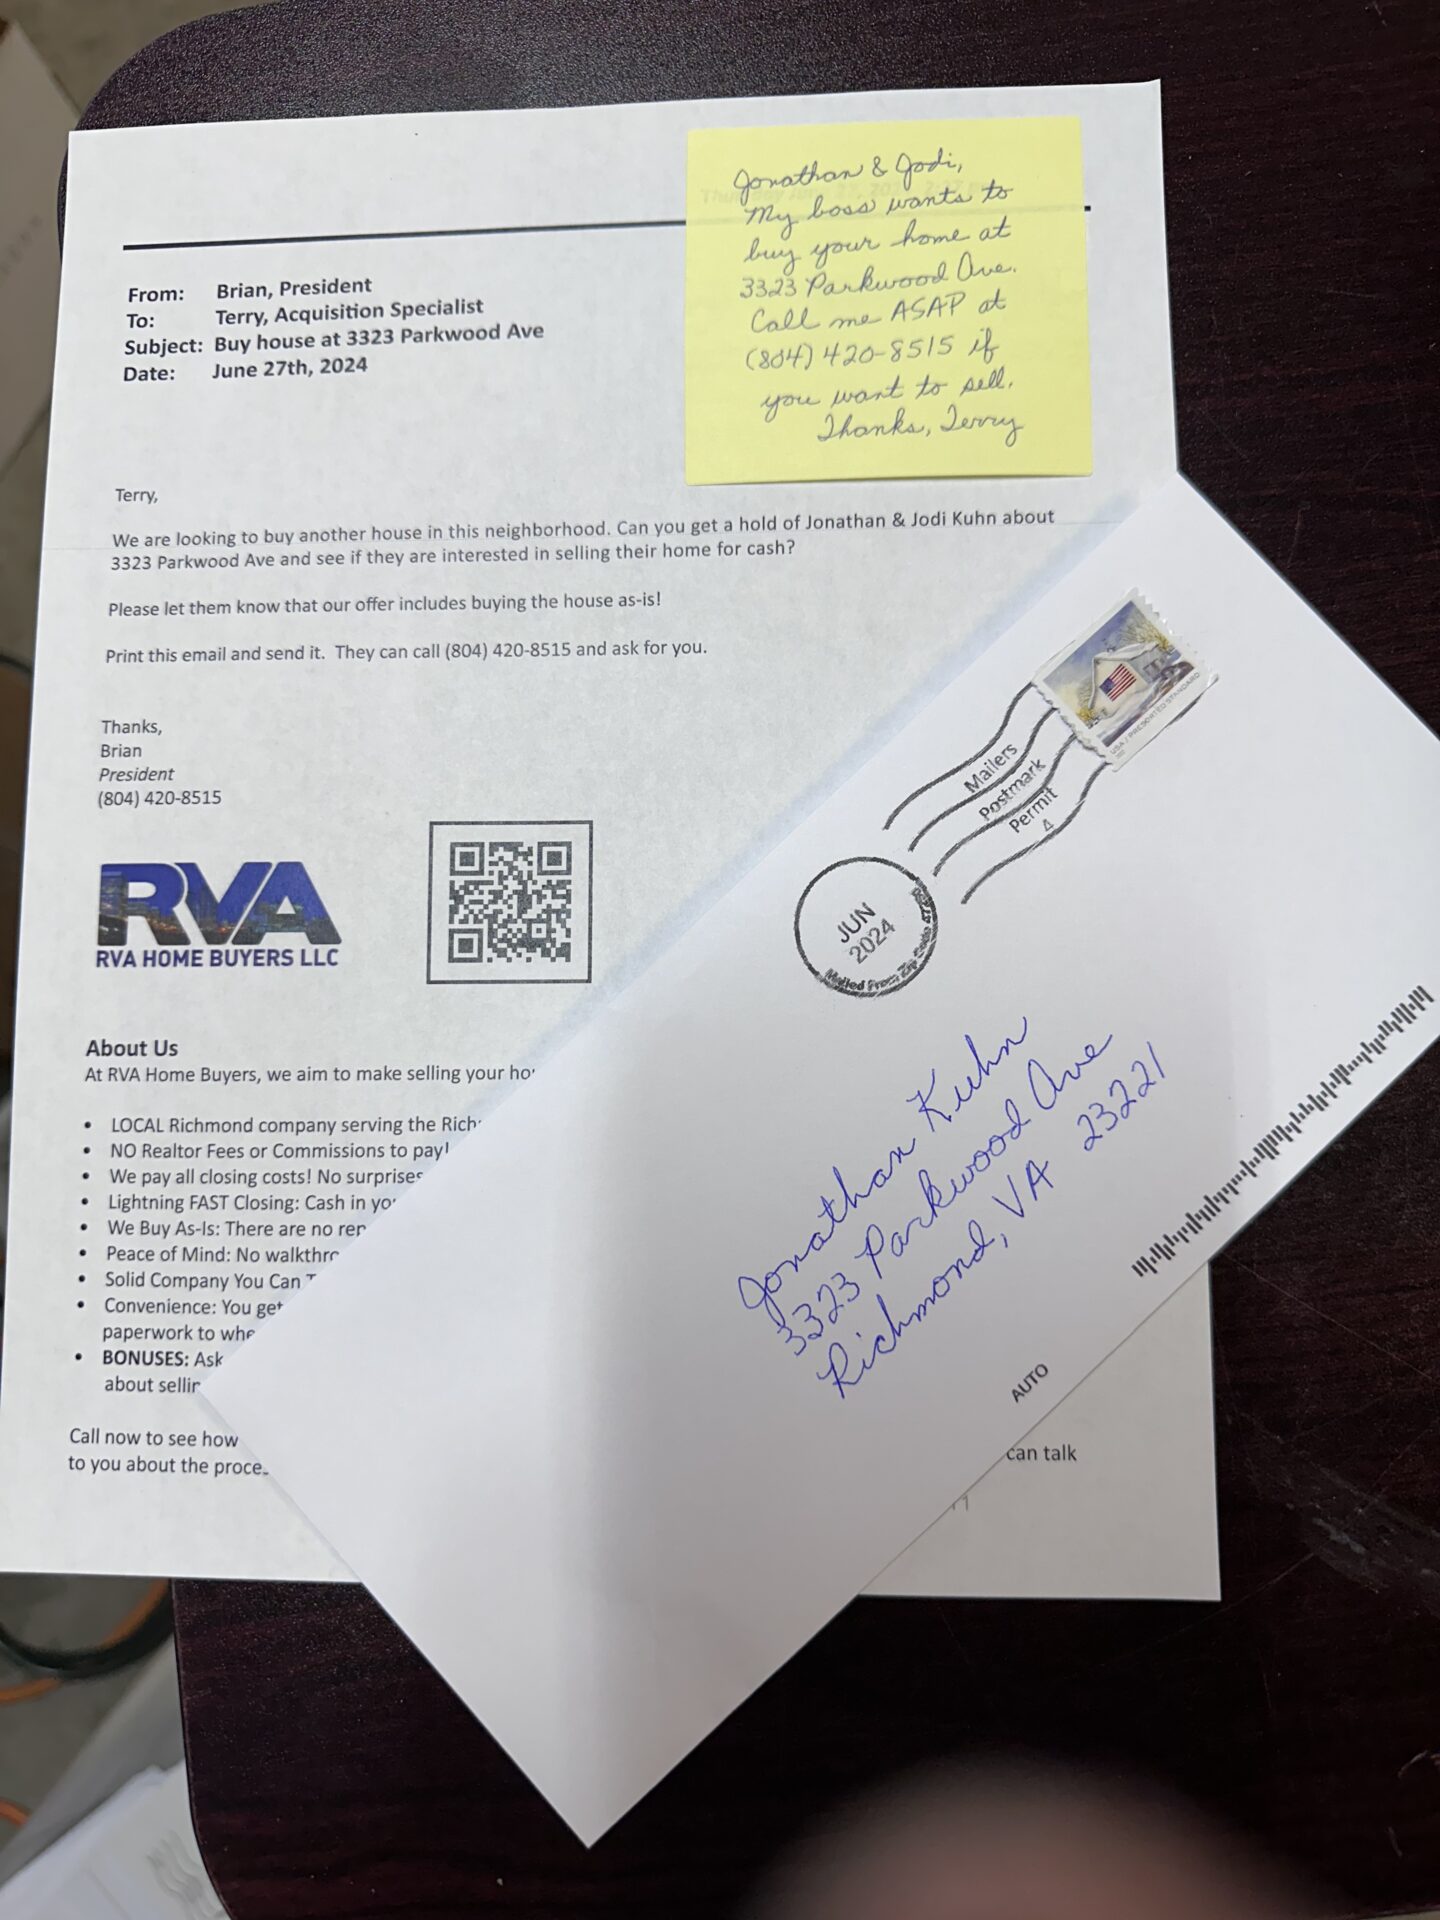 Jonathan & Jodi,
My boss wants to
buy your home at
3323 Parkwood Ave.
Call me ASAP at
(804) 420-8515 if
you want to sell.
Thanks, Terry
From: Brian, President
To: Terry, Acquisition Specialist
Subject: Buy house at 3323 Parkwood Ave
Date: June 27th, 2024
Terry,
We are looking to buy another house in this neighborhood. Can you get a hold of Jonathan & Jodi Kuhn about
3323 Parkwood Ave and see if they are interested in selling their home for cash?
Please let them know that our offer includes buying the house as-is!
Print this email and send it. They can call (804) 420-8515 and ask for you.
Thanks,
Brian
President
(804) 420-8515
RVA
RVA HOME BUYERS LLC
About Us
At RVA Home Buyers, we aim to make selling your
• LOCAL Richmond company serving the
• NO Realtor Fees or Commissions to pay!
• We pay all closing costs! No surprises
• Lightning FAST Closing: Cash in
• We Buy As-Is: There are no
• Peace of Mind: No
• Solid Company You Can
• Convenience: You get
paperwork to
• BONUSES: Ask
about
Call now to see how
to you about the
can talk
USA / PRESORTED STANDARD
Mailers
Postmark
Permit
JUN
2024
Mailed From Zip Code
Jonathan Kuhn
3323 Parkwood Ave
Richmond, VA 23221
AUTO